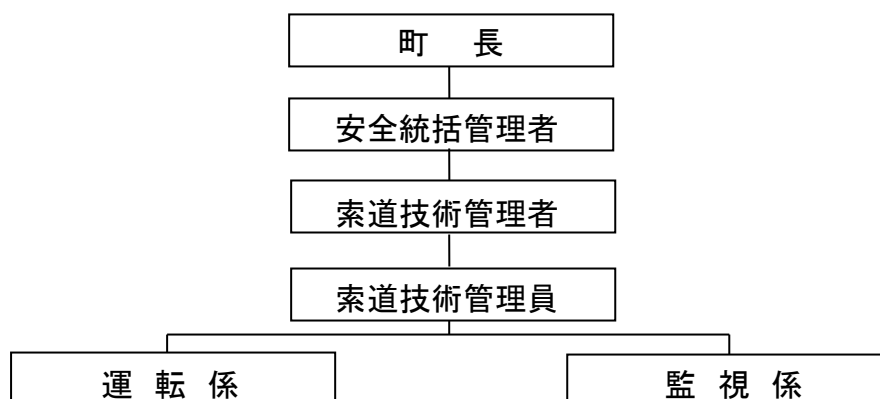 町 長
安全統括管理者
索道技術管理者
索道技術管理員
運 転 係
監 視 係